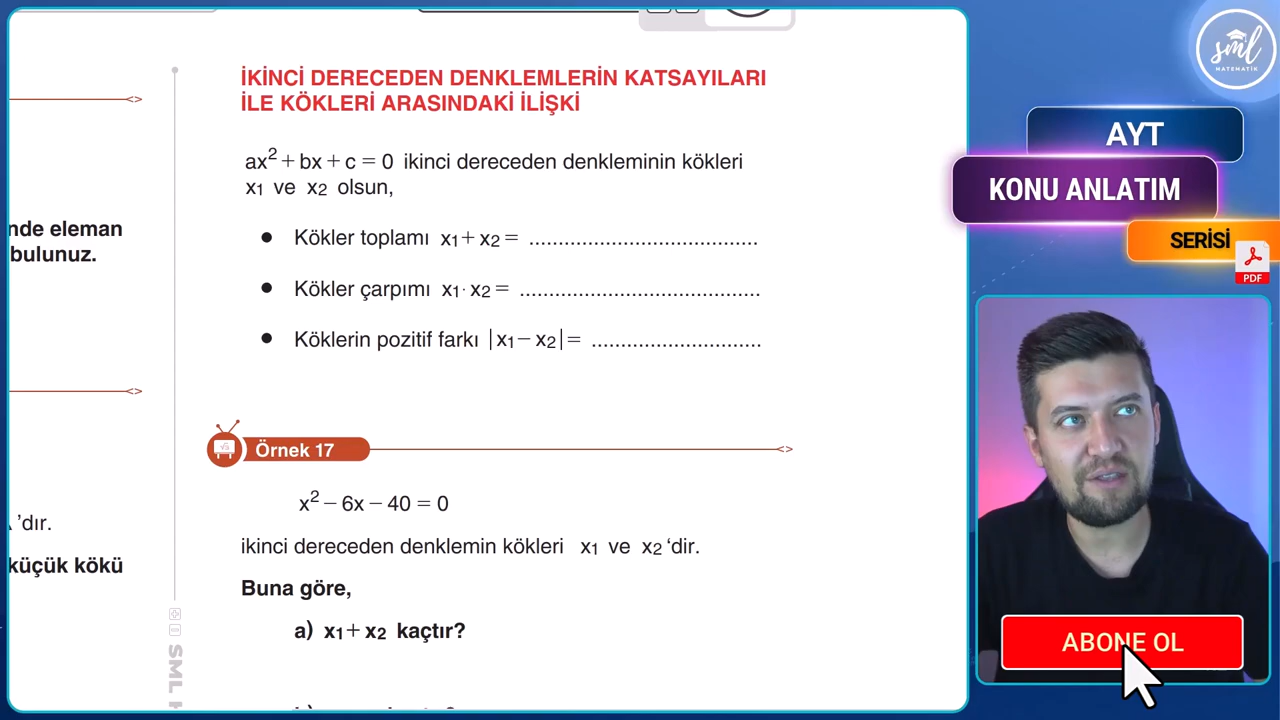 İKİNCİ DERECEDEN DENKLEMLERİN KATSAYILARI
İLE KÖKLERİ ARASINDAKİ İLİŞKİ
ax² + bx + c = 0 ikinci dereceden denkleminin kökleri
x₁ ve x₂ olsun,
• Kökler toplamı x₁ + x₂ = .......................................
• Kökler çarpımı x₁ · x₂ = .........................................
• Köklerin pozitif farkı |x₁ − x₂| = .............................
Örnek 17
x² − 6x − 40 = 0
ikinci dereceden denklemin kökleri x₁ ve x₂ 'dir.
Buna göre,
a) x₁ + x₂ kaçtır?
nde eleman
bulunuz.
'dır.
küçük kökü
SML
sml
MATEMATİK
AYT
KONU ANLATIM
SERİSİ
PDF
ABONE OL